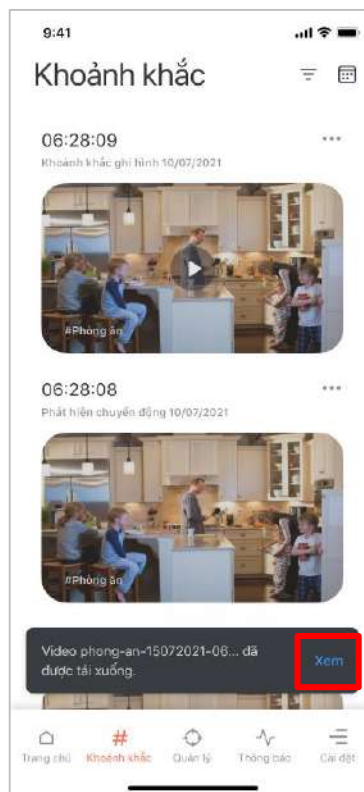 9:41
Khoảnh khắc
06:28:09
Khoảnh khắc ghi hình 10/07/2021
#Phòng ăn
06:28:08
Phát hiện chuyển động 10/07/2021
#Phòng ăn
Video phong-an-15072021-06... đã
được tải xuống.
Xem
Trang chủ
Khoảnh khắc
Quản lý
Thông báo
Cài đặt